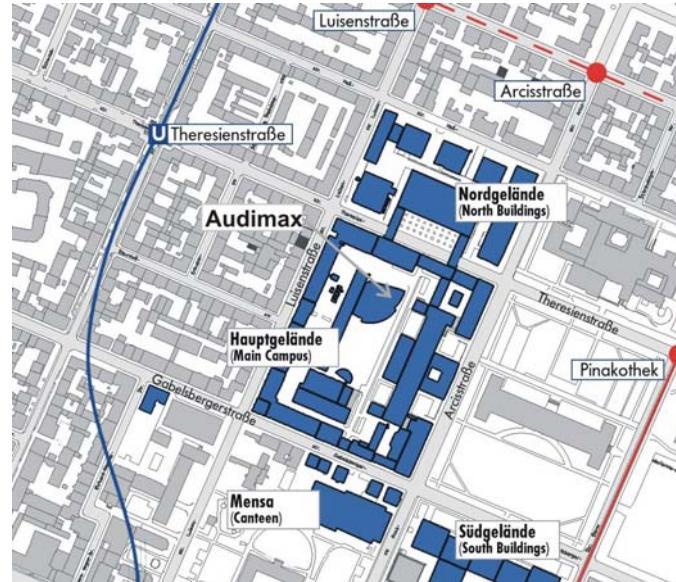 Luisenstraße
Arcisstraße
U Theresienstraße
Nordgelände
(North Buildings)
Audimax
Luisenstraße
Theresienstraße
Hauptgelände
(Main Campus)
Pinakothek
Gabelsbergerstraße
Arcisstraße
Mensa
(Canteen)
Südgelände
(South Buildings)